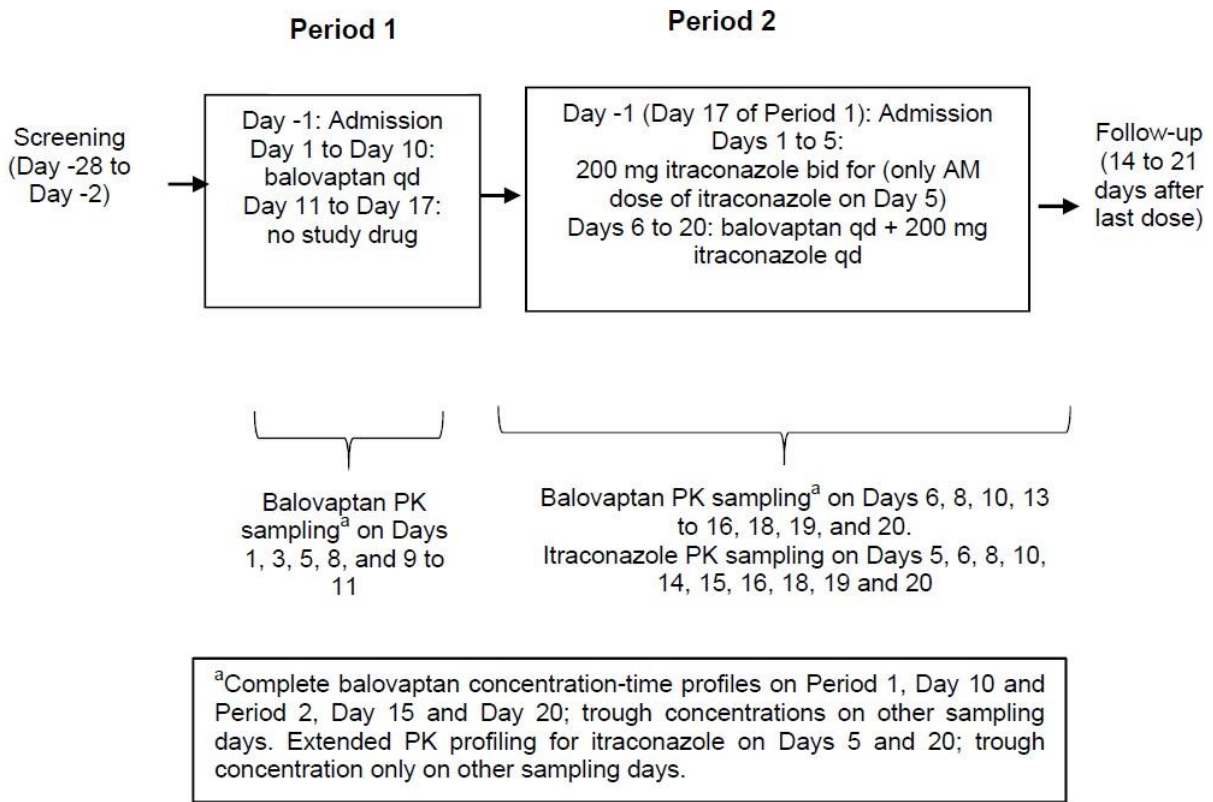 Period 1
Period 2
Screening
(Day -28 to
Day -2)
Day -1: Admission
Day 1 to Day 10:
balovaptan qd
Day 11 to Day 17:
no study drug
Day -1 (Day 17 of Period 1): Admission
Days 1 to 5:
200 mg itraconazole bid for (only AM
dose of itraconazole on Day 5)
Days 6 to 20: balovaptan qd + 200 mg
itraconazole qd
Follow-up
(14 to 21
days after
last dose)
Balovaptan PK
samplingᵃ on Days
1, 3, 5, 8, and 9 to
11
Balovaptan PK samplingᵃ on Days 6, 8, 10, 13
to 16, 18, 19, and 20.
Itraconazole PK sampling on Days 5, 6, 8, 10,
14, 15, 16, 18, 19 and 20
ᵃComplete balovaptan concentration-time profiles on Period 1, Day 10 and
Period 2, Day 15 and Day 20; trough concentrations on other sampling
days. Extended PK profiling for itraconazole on Days 5 and 20; trough
concentration only on other sampling days.